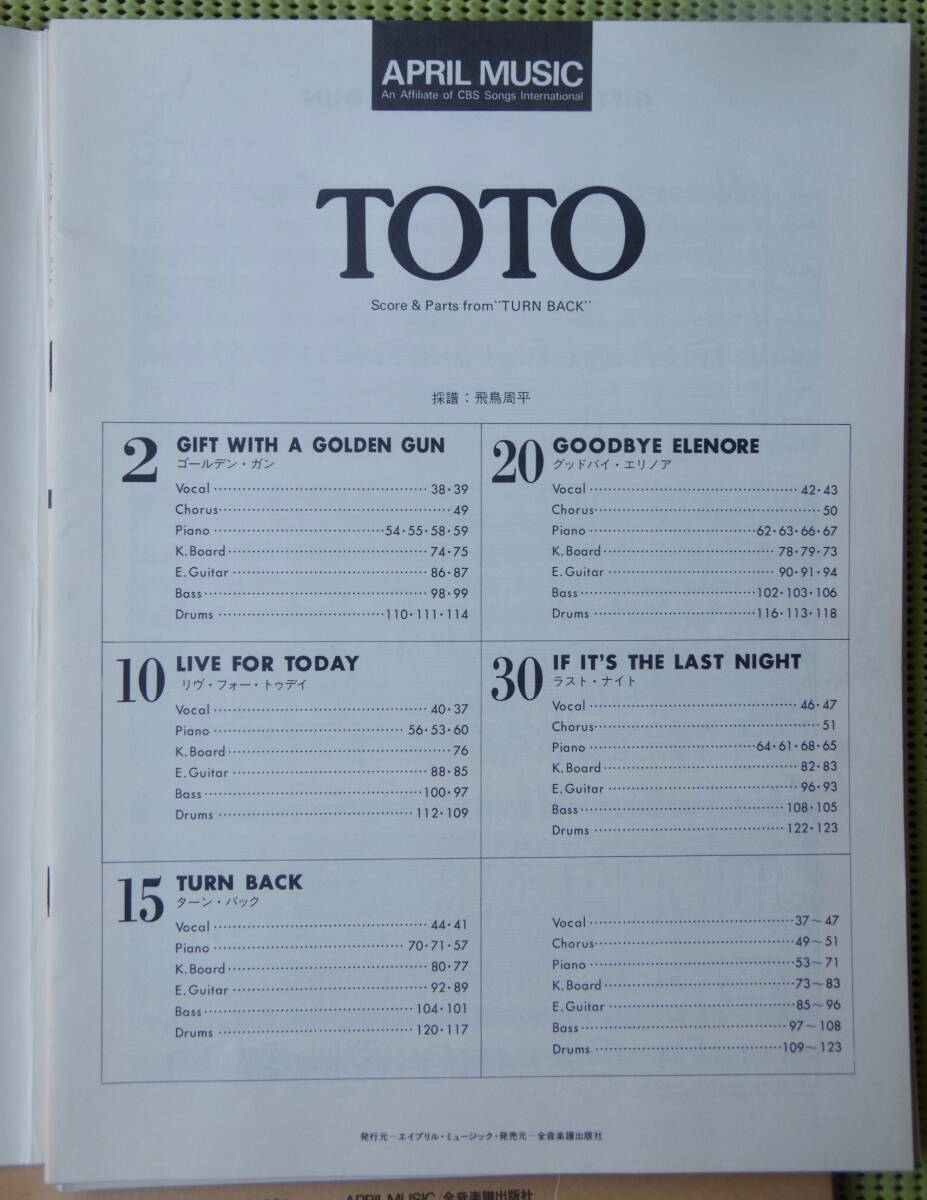 APRIL MUSIC
An Affiliate of CBS Songs International
TOTO
Score & Parts from "TURN BACK"
採譜：飛鳥周平
2 GIFT WITH A GOLDEN GUN
ゴールデン・ガン
Vocal 38・39
Chorus 49
Piano 54・55・58・59
K.Board 74・75
E.Guitar 86・87
Bass 98・99
Drums 110・111・114
10 LIVE FOR TODAY
リヴ・フォー・トゥデイ
Vocal 40・37
Piano 56・53・60
K.Board 76
E.Guitar 88・85
Bass 100・97
Drums 112・109
15 TURN BACK
ターン・バック
Vocal 44・41
Piano 70・71・57
K.Board 80・77
E.Guitar 92・89
Bass 104・101
Drums 120・117
20 GOODBYE ELENORE
グッドバイ・エリノア
Vocal 42・43
Chorus 50
Piano 62・63・66・67
K.Board 78・79・73
E.Guitar 90・91・94
Bass 102・103・106
Drums 116・113・118
30 IF IT'S THE LAST NIGHT
ラスト・ナイト
Vocal 46・47
Chorus 51
Piano 64・61・68・65
K.Board 82・83
E.Guitar 96・93
Bass 108・105
Drums 122・123
Vocal 37～47
Chorus 49～51
Piano 53～71
K.Board 73～83
E.Guitar 85～96
Bass 97～108
Drums 109～123
発行元－エイプリル・ミュージック・発売元－全音楽譜出版社
APRIL MUSIC／全音楽譜出版社